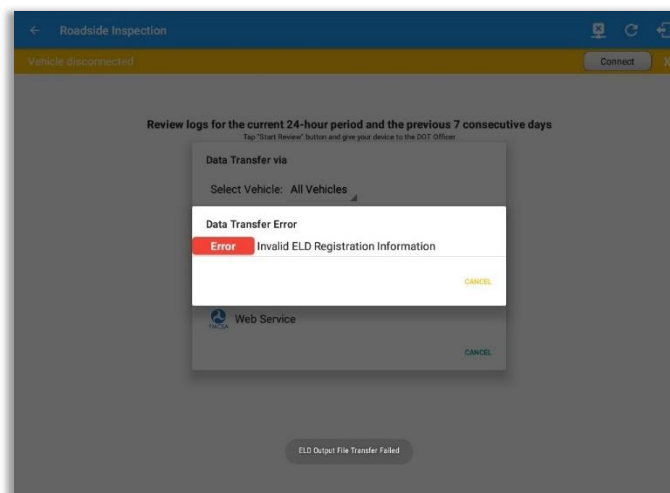 Roadside Inspection
Vehicle disconnected
Connect
X
Review logs for the current 24-hour period and the previous 7 consecutive days
Tap "Start Review" button and give your device to the DOT Officer
Data Transfer via
Select Vehicle: All Vehicles
Data Transfer Error
Error Invalid ELD Registration Information
CANCEL
FMCSA
Web Service
CANCEL
ELD Output File Transfer Failed